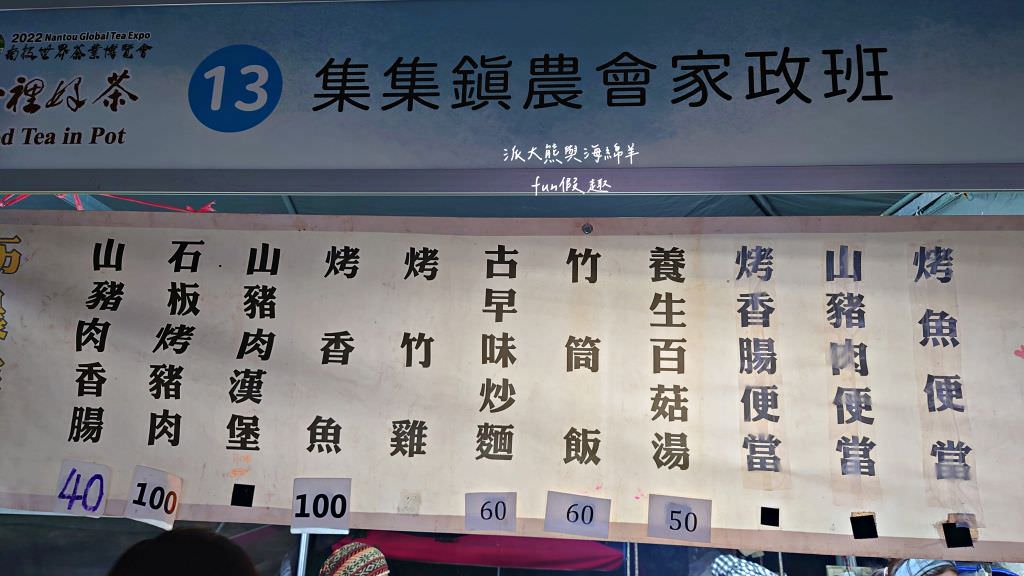 2022 Nantou Global Tea Expo
南投世界茶業博覽會
裡好茶
d Tea in Pot
13 集集鎮農會家政班
派大熊與海綿羊
fun假趣
山豬肉香腸 40
石板烤豬肉 100
山豬肉漢堡
烤香魚 100
烤竹雞
古早味炒麵 60
竹筒飯 60
養生百菇湯 50
烤香腸便當
山豬肉便當
烤魚便當